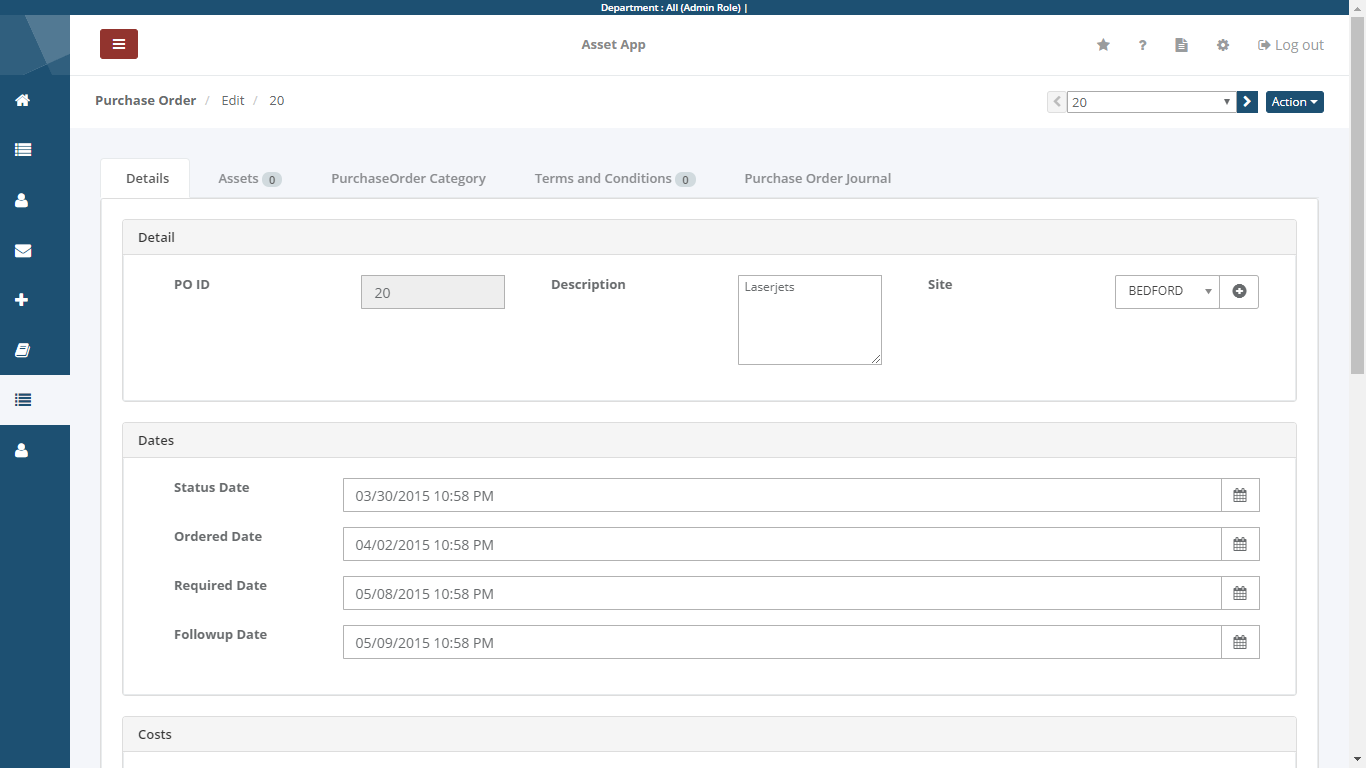 Department : All (Admin Role) |
Asset App
? Log out
Purchase Order / Edit / 20
20 Action
Details Assets 0 PurchaseOrder Category Terms and Conditions 0 Purchase Order Journal
Detail
PO ID 20 Description Laserjets Site BEDFORD
Dates
Status Date 03/30/2015 10:58 PM
Ordered Date 04/02/2015 10:58 PM
Required Date 05/08/2015 10:58 PM
Followup Date 05/09/2015 10:58 PM
Costs